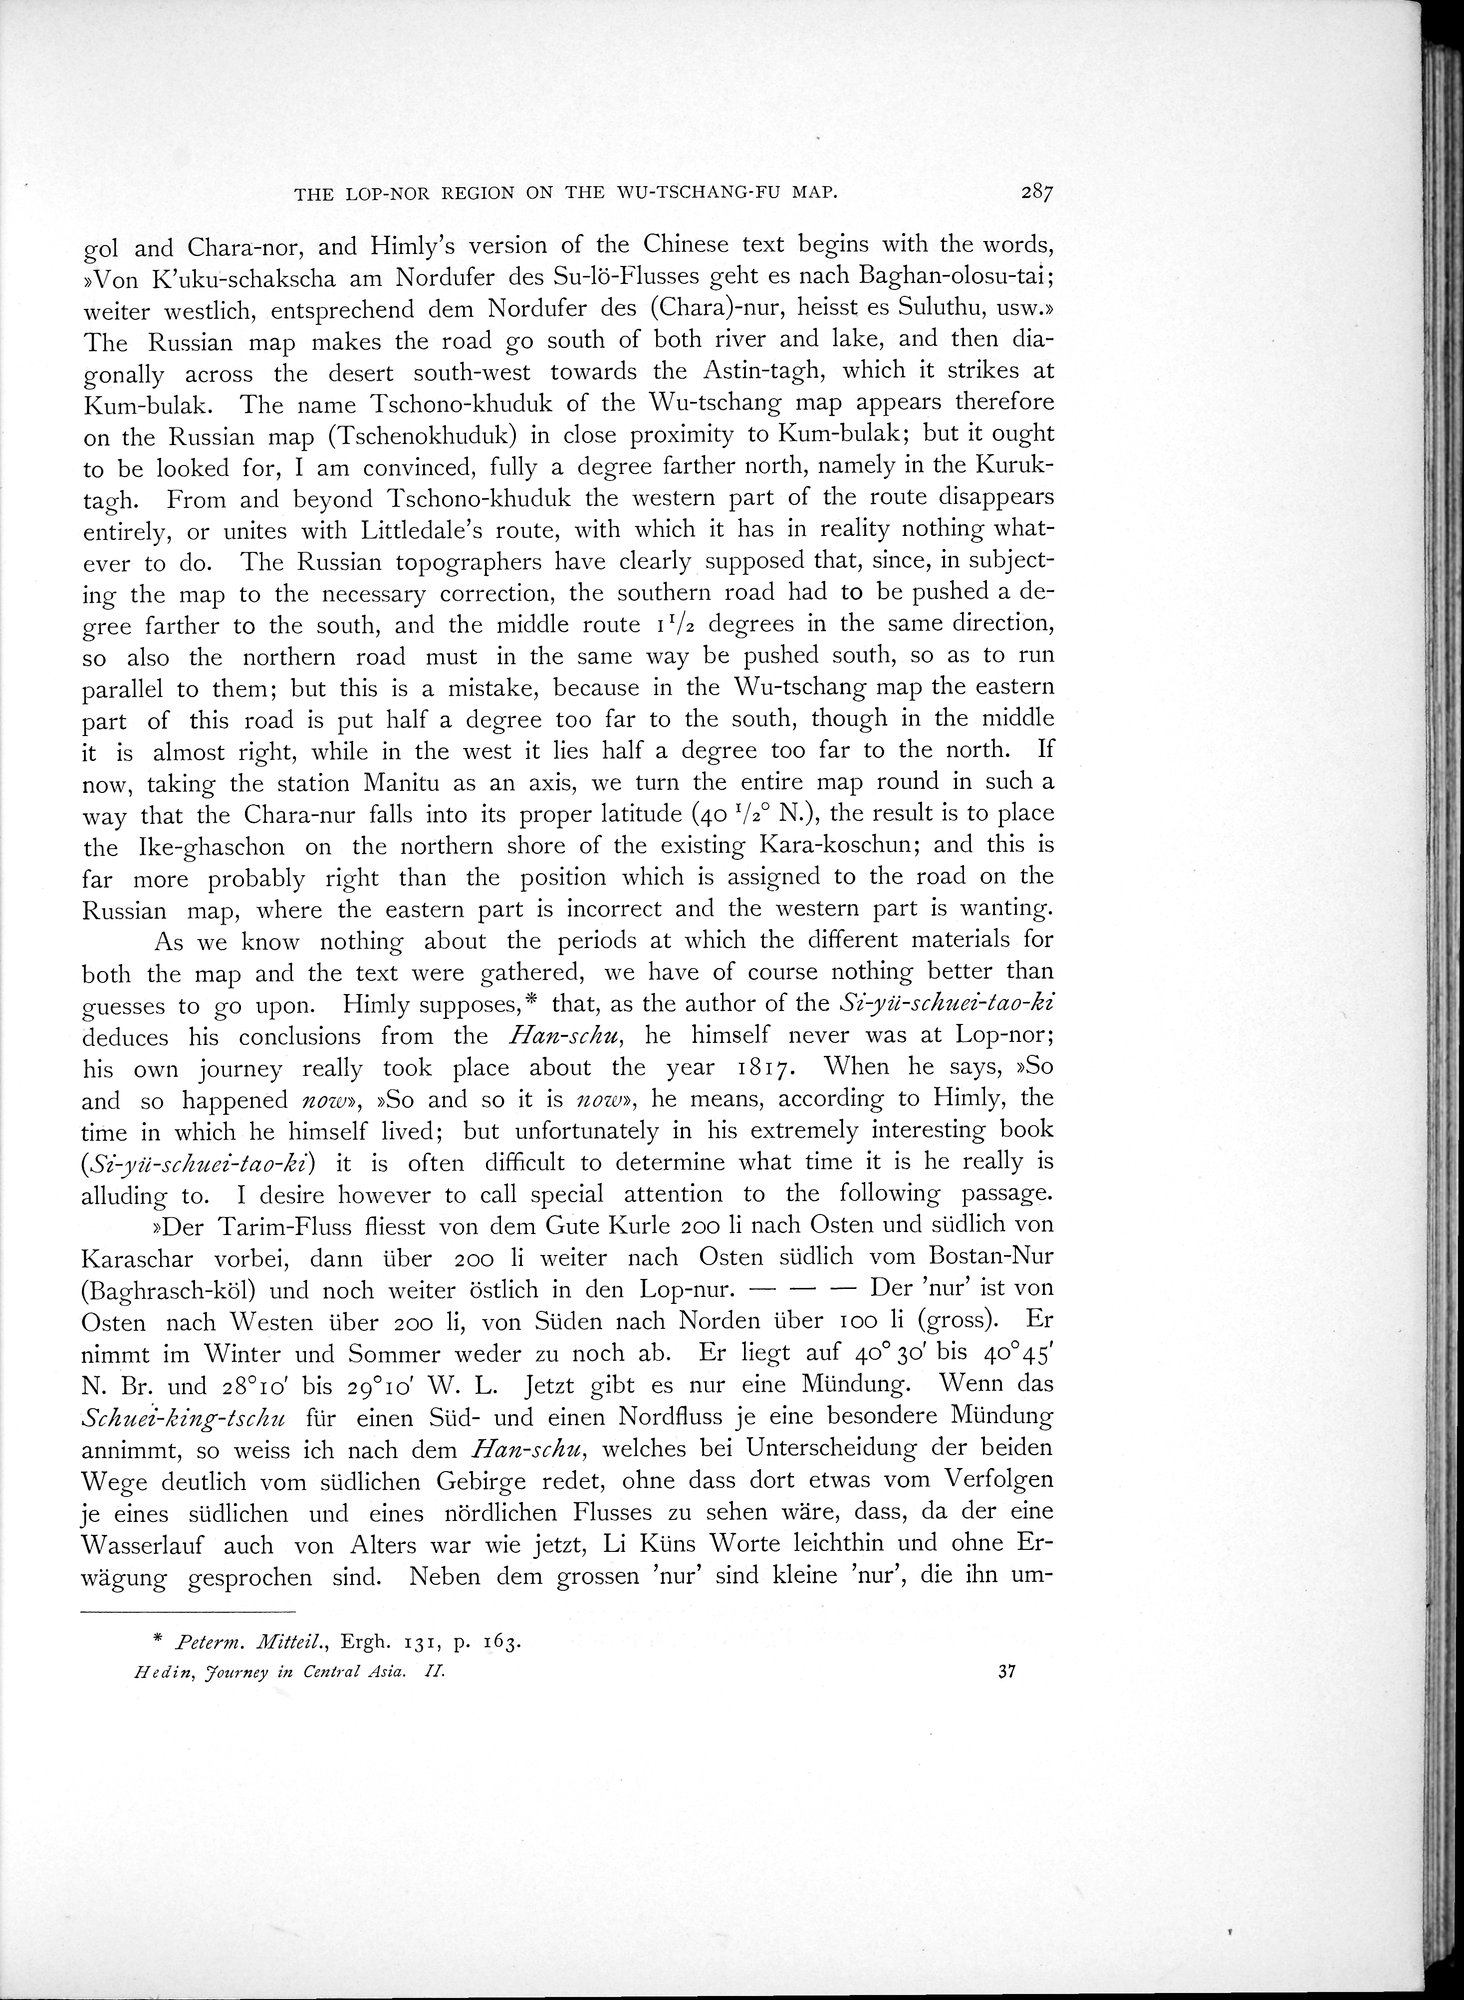 THE LOP-NOR REGION ON THE WU-TSCHANG-FU MAP. 287
gol and Chara-nor, and Himly's version of the Chinese text begins with the words,
»Von K'uku-schakscha am Nordufer des Su-lö-Flusses geht es nach Baghan-olosu-tai;
weiter westlich, entsprechend dem Nordufer des (Chara)-nur, heisst es Suluthu, usw.»
The Russian map makes the road go south of both river and lake, and then dia-
gonally across the desert south-west towards the Astin-tagh, which it strikes at
Kum-bulak. The name Tschono-khuduk of the Wu-tschang map appears therefore
on the Russian map (Tschenokhuduk) in close proximity to Kum-bulak; but it ought
to be looked for, I am convinced, fully a degree farther north, namely in the Kuruk-
tagh. From and beyond Tschono-khuduk the western part of the route disappears
entirely, or unites with Littledale's route, with which it has in reality nothing what-
ever to do. The Russian topographers have clearly supposed that, since, in subject-
ing the map to the necessary correction, the southern road had to be pushed a de-
gree farther to the south, and the middle route 1 1/2 degrees in the same direction,
so also the northern road must in the same way be pushed south, so as to run
parallel to them; but this is a mistake, because in the Wu-tschang map the eastern
part of this road is put half a degree too far to the south, though in the middle
it is almost right, while in the west it lies half a degree too far to the north. If
now, taking the station Manitu as an axis, we turn the entire map round in such a
way that the Chara-nur falls into its proper latitude (40 1/2° N.), the result is to place
the Ike-ghaschon on the northern shore of the existing Kara-koschun; and this is
far more probably right than the position which is assigned to the road on the
Russian map, where the eastern part is incorrect and the western part is wanting.
As we know nothing about the periods at which the different materials for
both the map and the text were gathered, we have of course nothing better than
guesses to go upon. Himly supposes,* that, as the author of the Si-yü-schuei-tao-ki
deduces his conclusions from the Han-schu, he himself never was at Lop-nor;
his own journey really took place about the year 1817. When he says, »So
and so happened now», »So and so it is now», he means, according to Himly, the
time in which he himself lived; but unfortunately in his extremely interesting book
(Si-yü-schuei-tao-ki) it is often difficult to determine what time it is he really is
alluding to. I desire however to call special attention to the following passage.
»Der Tarim-Fluss fliesst von dem Gute Kurle 200 li nach Osten und südlich von
Karaschar vorbei, dann über 200 li weiter nach Osten südlich vom Bostan-Nur
(Baghrasch-köl) und noch weiter östlich in den Lop-nur. — — — Der 'nur' ist von
Osten nach Westen über 200 li, von Süden nach Norden über 100 li (gross). Er
nimmt im Winter und Sommer weder zu noch ab. Er liegt auf 40° 30' bis 40°45'
N. Br. und 28°10' bis 29°10' W. L. Jetzt gibt es nur eine Mündung. Wenn das
Schuei-king-tschu für einen Süd- und einen Nordfluss je eine besondere Mündung
annimmt, so weiss ich nach dem Han-schu, welches bei Unterscheidung der beiden
Wege deutlich vom südlichen Gebirge redet, ohne dass dort etwas vom Verfolgen
je eines südlichen und eines nördlichen Flusses zu sehen wäre, dass, da der eine
Wasserlauf auch von Alters war wie jetzt, Li Küns Worte leichthin und ohne Er-
wägung gesprochen sind. Neben dem grossen 'nur' sind kleine 'nur', die ihn um-
* Peterm. Mitteil., Ergh. 131, p. 163.
Hedin, Journey in Central Asia. II. 37